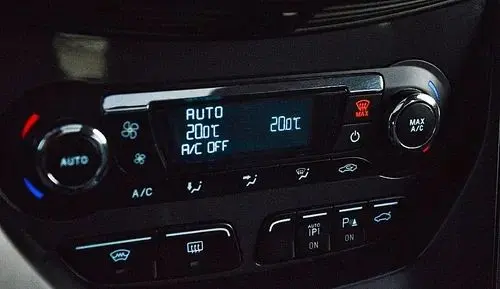 AUTO
20.0°C 20.0°C
A/C OFF
MAX
AUTO
MAX
A/C
A/C
AUTO
(P)
ON
P
ON